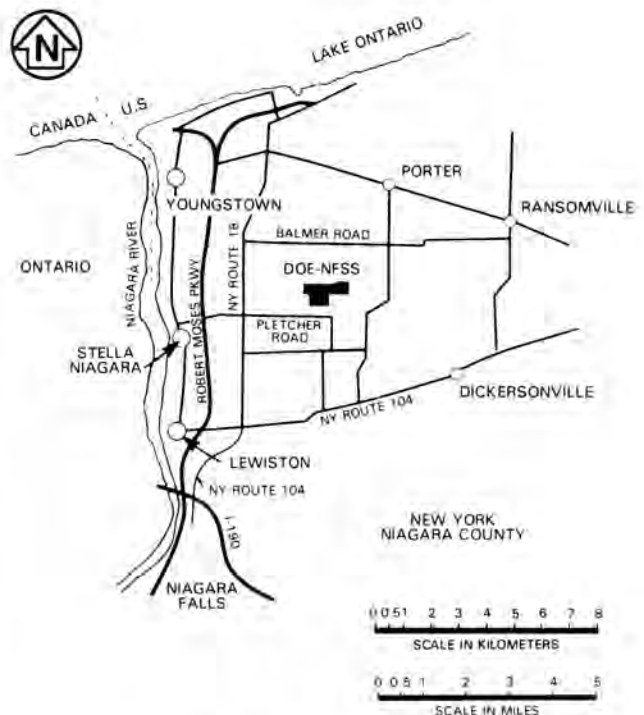 N
LAKE ONTARIO
CANADA U.S
YOUNGSTOWN
PORTER
RANSOMVILLE
NIAGARA RIVER
ONTARIO
ROBERT MOSES PKWY
NY ROUTE 18
BALMER ROAD
DOE-NFSS
PLETCHER
ROAD
STELLA
NIAGARA
DICKERSONVILLE
NY ROUTE 104
LEWISTON
NY ROUTE 104
I-190
NEW YORK
NIAGARA COUNTY
NIAGARA
FALLS
0 0.5 1 2 3 4 5 6 7 8
SCALE IN KILOMETERS
0 0.5 1 2 3 4 5
SCALE IN MILES